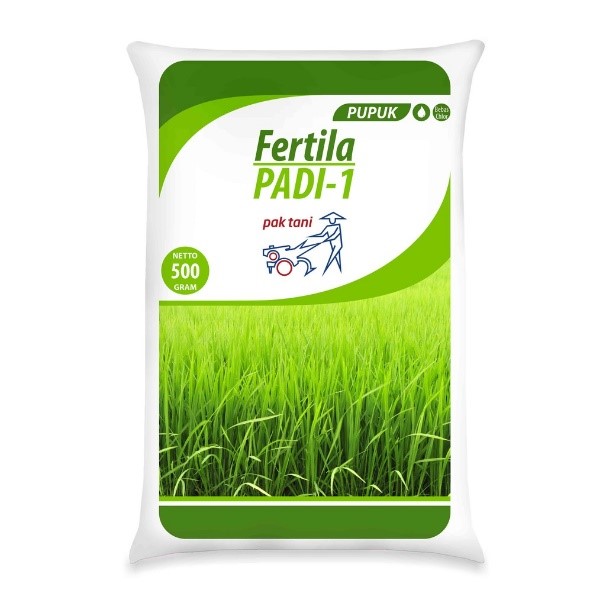 PUPUK
Bebas
Chlor
Fertila
PADI-1
pak tani
NETTO
500
GRAM